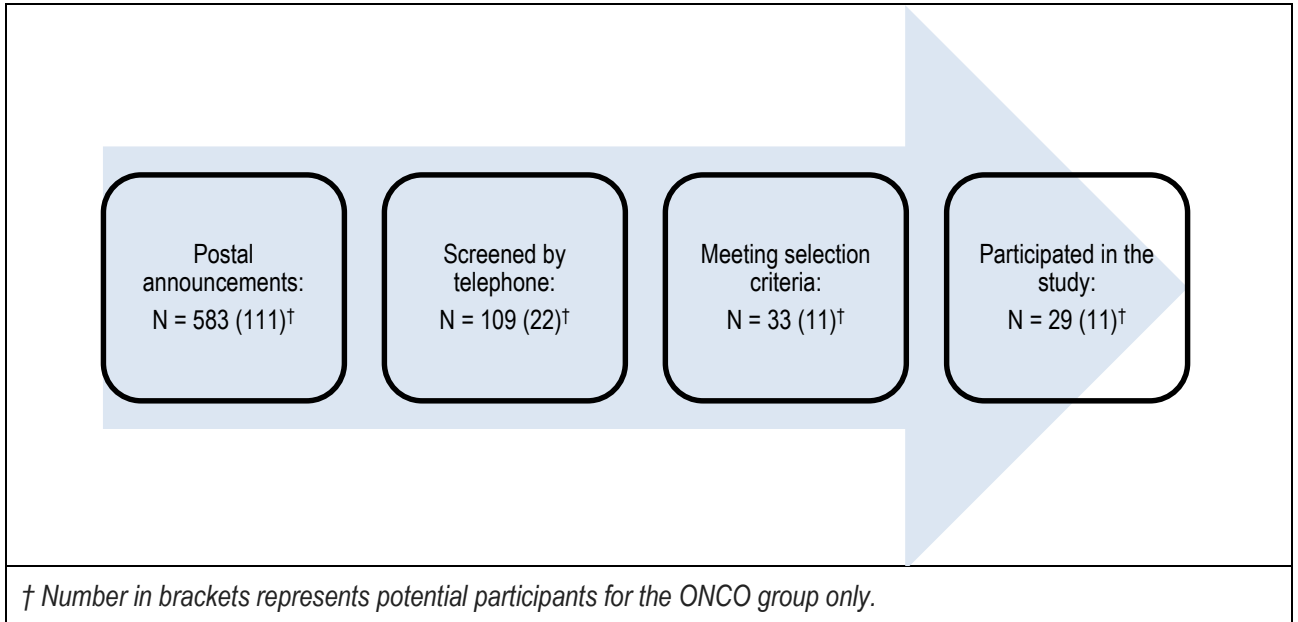 Postal
announcements:
N = 583 (111)†
Screened by
telephone:
N = 109 (22)†
Meeting selection
criteria:
N = 33 (11)†
Participated in the
study:
N = 29 (11)†
† Number in brackets represents potential participants for the ONCO group only.